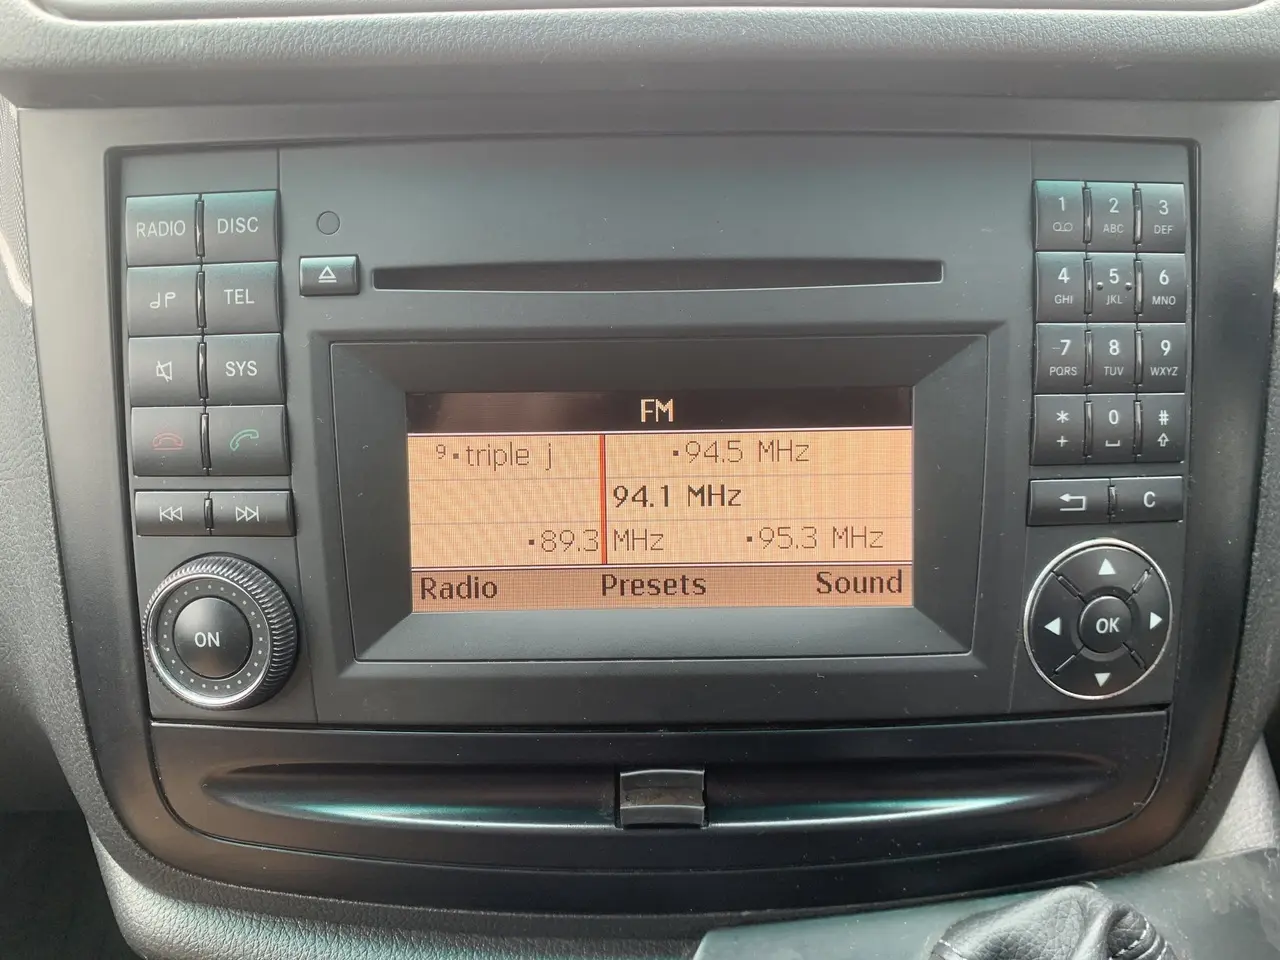 RADIO DISC
TEL
SYS
ON
FM
9 • triple j •94.5 MHz
94.1 MHz
•89.3 MHz •95.3 MHz
Radio Presets Sound
1 2 3
ABC DEF
4 5 6
GHI JKL MNO
7 8 9
PQRS TUV WXYZ
* 0 #
+
C
OK